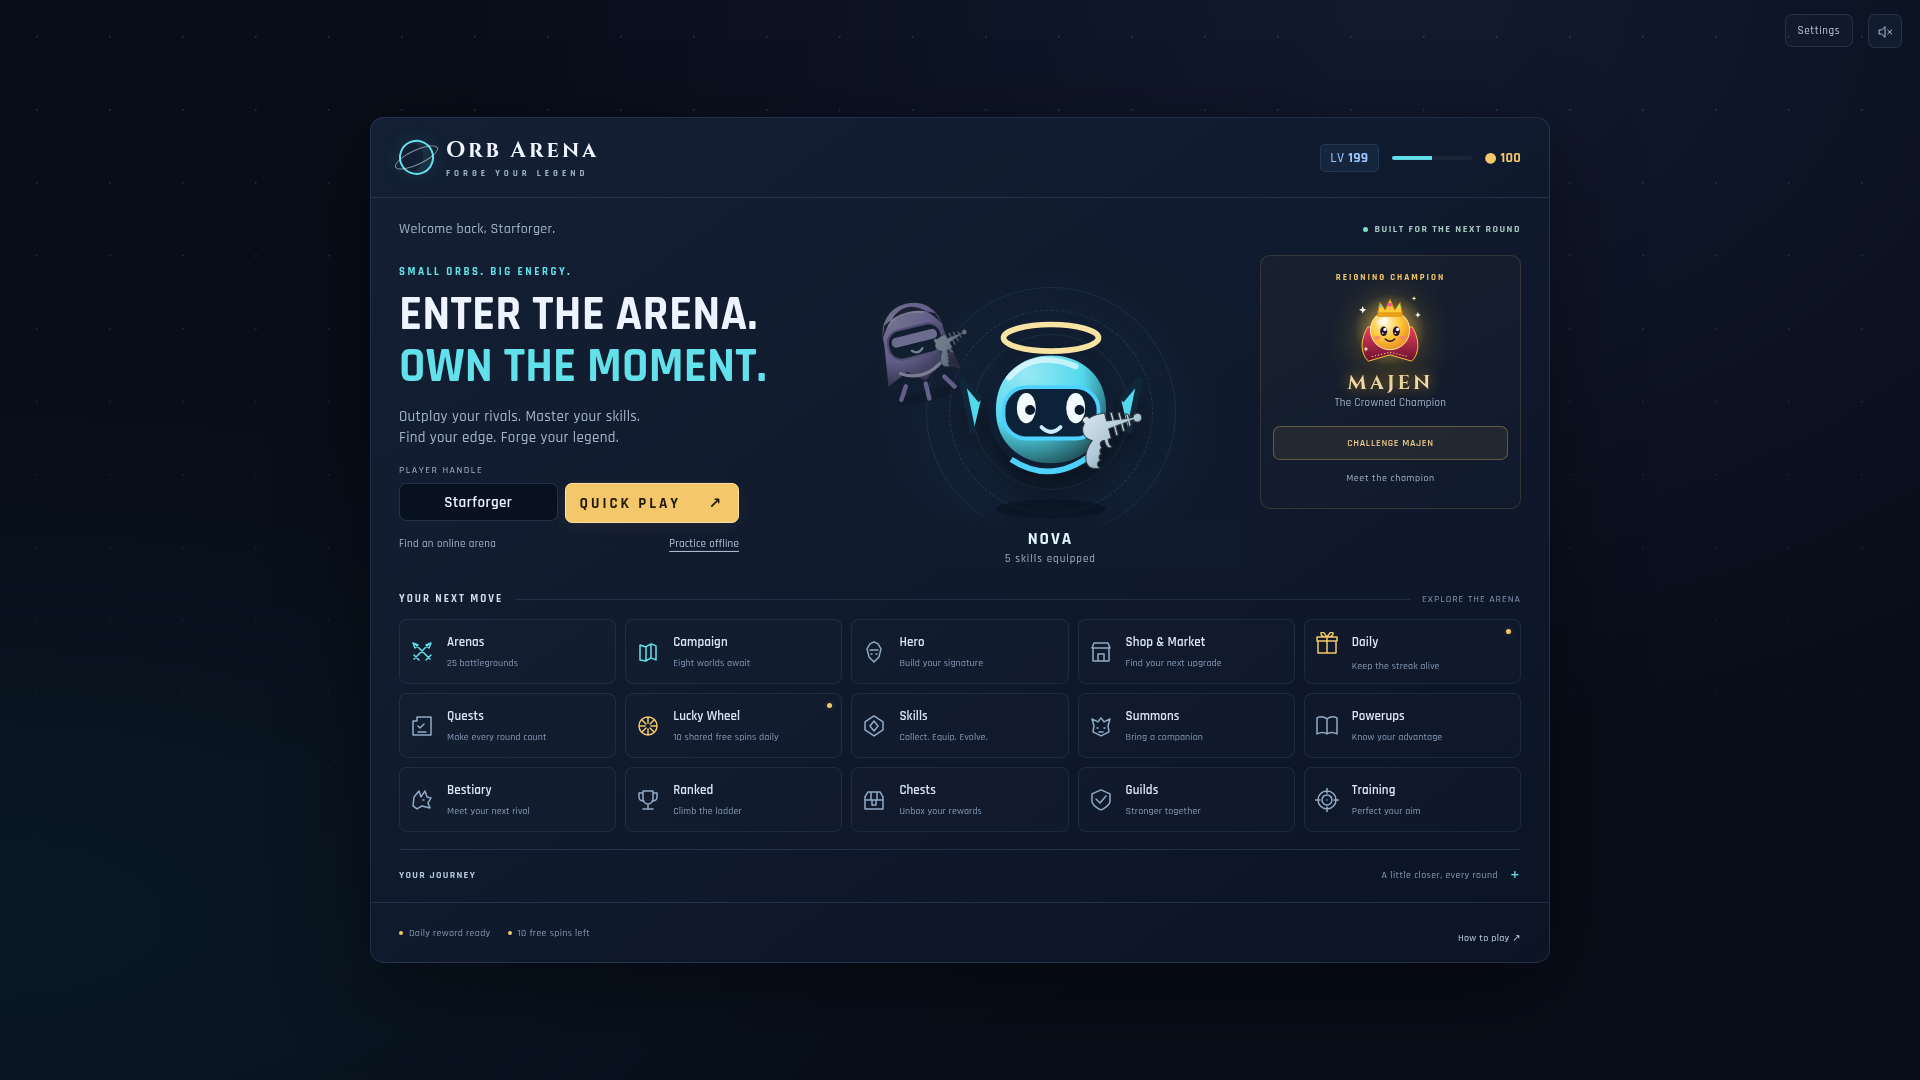 Settings
ORB ARENA
FORGE YOUR LEGEND
LV 199
100
Welcome back, Starforger.
BUILT FOR THE NEXT ROUND
SMALL ORBS. BIG ENERGY.
ENTER THE ARENA.
OWN THE MOMENT.
Outplay your rivals. Master your skills.
Find your edge. Forge your legend.
PLAYER HANDLE
Starforger
QUICK PLAY ↗
Find an online arena
Practice offline
NOVA
5 skills equipped
REIGNING CHAMPION
MAJEN
The Crowned Champion
CHALLENGE MAJEN
Meet the champion
YOUR NEXT MOVE
EXPLORE THE ARENA
Arenas
25 battlegrounds
Campaign
Eight worlds await
Hero
Build your signature
Shop & Market
Find your next upgrade
Daily
Keep the streak alive
Quests
Make every round count
Lucky Wheel
10 shared free spins daily
Skills
Collect. Equip. Evolve.
Summons
Bring a companion
Powerups
Know your advantage
Bestiary
Meet your next rival
Ranked
Climb the ladder
Chests
Unbox your rewards
Guilds
Stronger together
Training
Perfect your aim
YOUR JOURNEY
A little closer, every round +
Daily reward ready
10 free spins left
How to play ↗